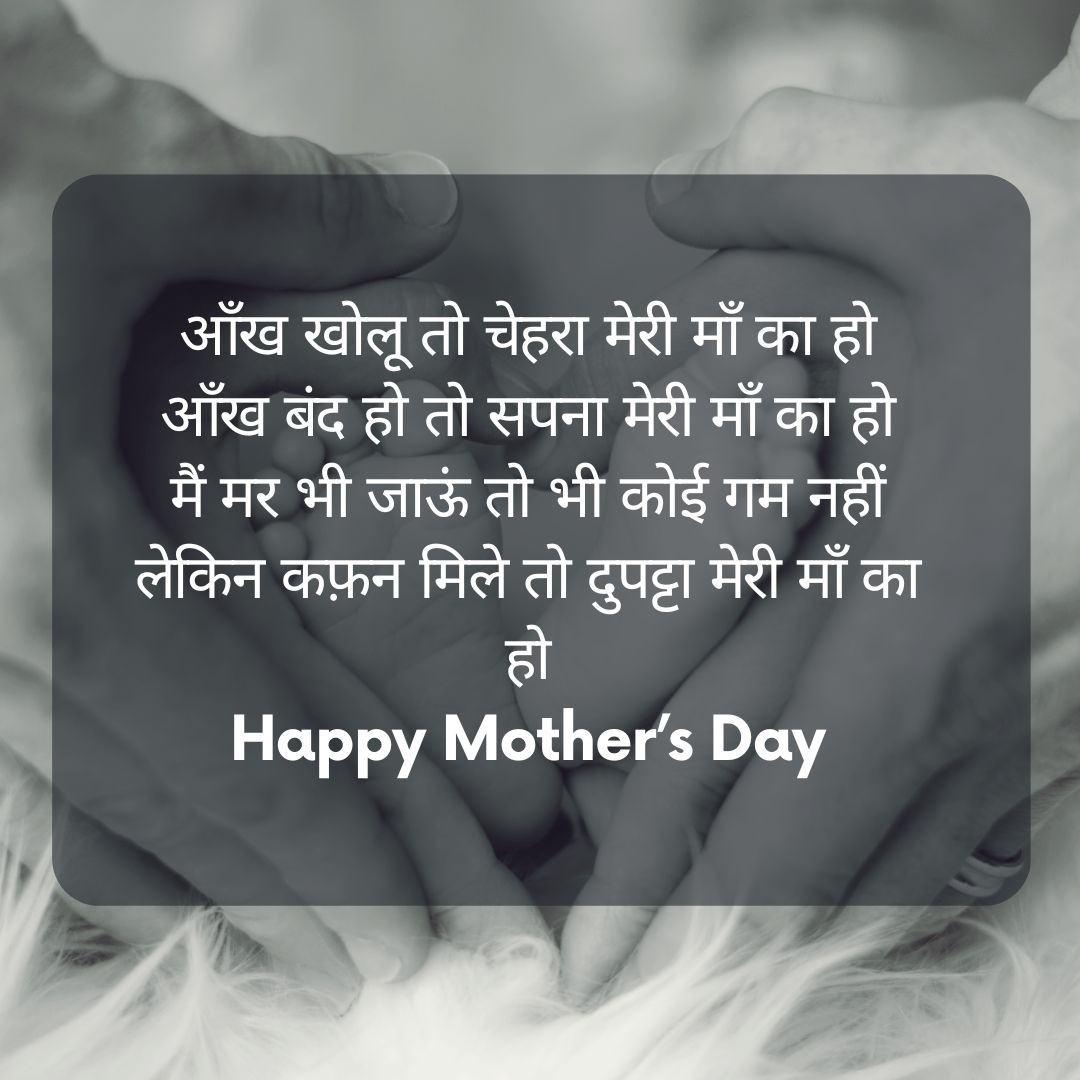 आँख खोलू तो चेहरा मेरी माँ का हो
आँख बंद हो तो सपना मेरी माँ का हो
मैं मर भी जाऊं तो भी कोई गम नहीं
लेकिन कफ़न मिले तो दुपट्टा मेरी माँ का
हो
Happy Mother’s Day